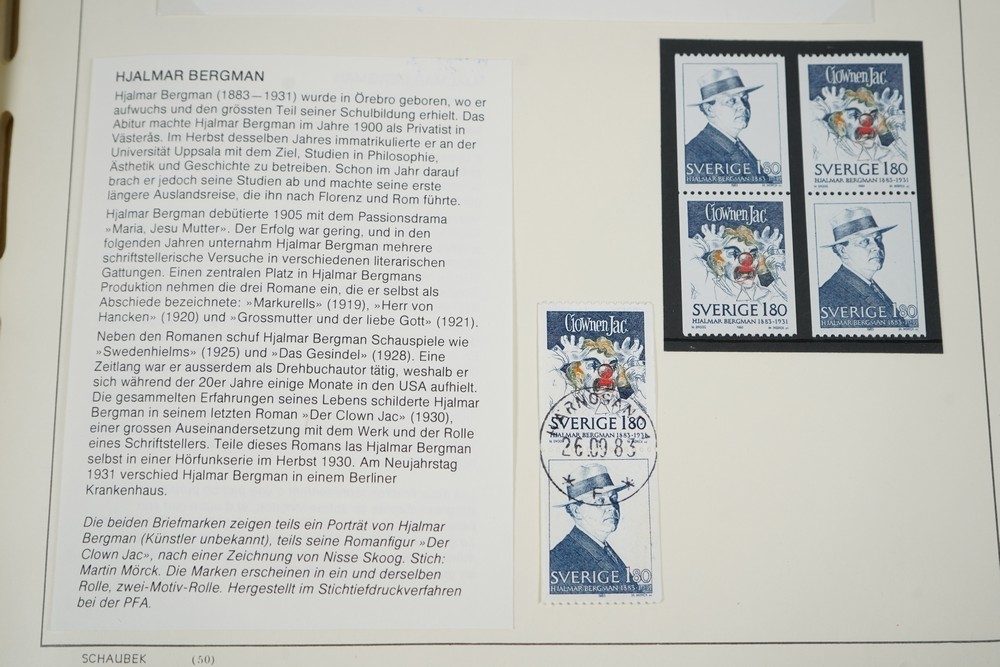 HJALMAR BERGMAN
Hjalmar Bergman (1883—1931) wurde in Örebro geboren, wo er
aufwuchs und den grössten Teil seiner Schulbildung erhielt. Das
Abitur machte Hjalmar Bergman im Jahre 1900 als Privatist in
Västerås. Im Herbst desselben Jahres immatrikulierte er an der
Universität Uppsala mit dem Ziel, Studien in Philosophie,
Ästhetik und Geschichte zu betreiben. Schon im Jahr darauf
brach er jedoch seine Studien ab und machte seine erste
längere Auslandsreise, die ihn nach Florenz und Rom führte.
Hjalmar Bergman debütierte 1905 mit dem Passionsdrama
»Maria, Jesu Mutter». Der Erfolg war gering, und in den
folgenden Jahren unternahm Hjalmar Bergman mehrere
schriftstellerische Versuche in verschiedenen literarischen
Gattungen. Einen zentralen Platz in Hjalmar Bergmans
Produktion nehmen die drei Romane ein, die er selbst als
Abschiede bezeichnete: »Markurells» (1919), »Herr von
Hancken» (1920) und »Grossmutter und der liebe Gott» (1921).
Neben den Romanen schuf Hjalmar Bergman Schauspiele wie
»Swedenhielms» (1925) und »Das Gesindel» (1928). Eine
Zeitlang war er ausserdem als Drehbuchautor tätig, weshalb er
sich während der 20er Jahre einige Monate in den USA aufhielt.
Die gesammelten Erfahrungen seines Lebens schilderte Hjalmar
Bergman in seinem letzten Roman »Der Clown Jac» (1930),
einer grossen Auseinandersetzung mit dem Werk und der Rolle
eines Schriftstellers. Teile dieses Romans las Hjalmar Bergman
selbst in einer Hörfunkserie im Herbst 1930. Am Neujahrstag
1931 verschied Hjalmar Bergman in einem Berliner
Krankenhaus.
Die beiden Briefmarken zeigen teils ein Porträt von Hjalmar
Bergman (Künstler unbekannt), teils seine Romanfigur »Der
Clown Jac», nach einer Zeichnung von Nisse Skoog. Stich:
Martin Mörck. Die Marken erscheinen in ein und derselben
Rolle, zwei-Motiv-Rolle. Hergestellt im Stichtiefdruckverfahren
bei der PFA.
SVERIGE 180
HJALMAR BERGMAN 1883-1931
Clownen Jac
SVERIGE 180
HJALMAR BERGMAN 1883-1931
Clownen Jac
SVERIGE 180
HJALMAR BERGMAN 1883-1931
SVERIGE 180
HJALMAR BERGMAN 1883-1931
Clownen Jac
SVERIGE 180
HJALMAR BERGMAN 1883-1931
HÄRNÖSAND
26.09.83
F
SVERIGE 180
HJALMAR BERGMAN 1883-1931
SCHAUBEK (50)